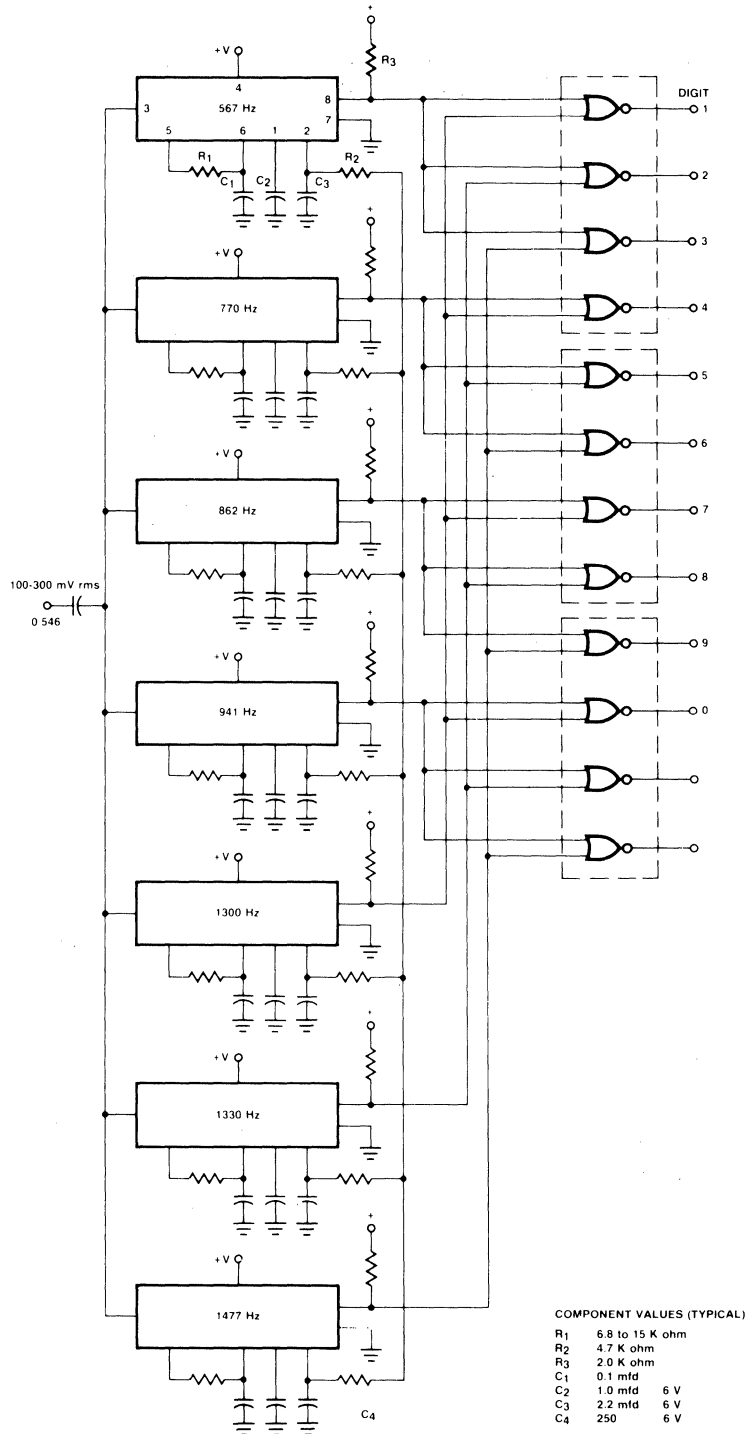 +
+V
R3
4
3
567 Hz
8
7
5
6
1
2
R1
C1
C2
C3
R2
DIGIT
1
2
3
4
5
6
7
8
9
0
+
+V
770 Hz
+
+V
862 Hz
100-300 mV rms
0 546
+
+V
941 Hz
+
+V
1300 Hz
+
+V
1330 Hz
+
+V
1477 Hz
C4
COMPONENT VALUES (TYPICAL)
R1 6.8 to 15 K ohm
R2 4.7 K ohm
R3 2.0 K ohm
C1 0.1 mfd
C2 1.0 mfd 6 V
C3 2.2 mfd 6 V
C4 250 6 V